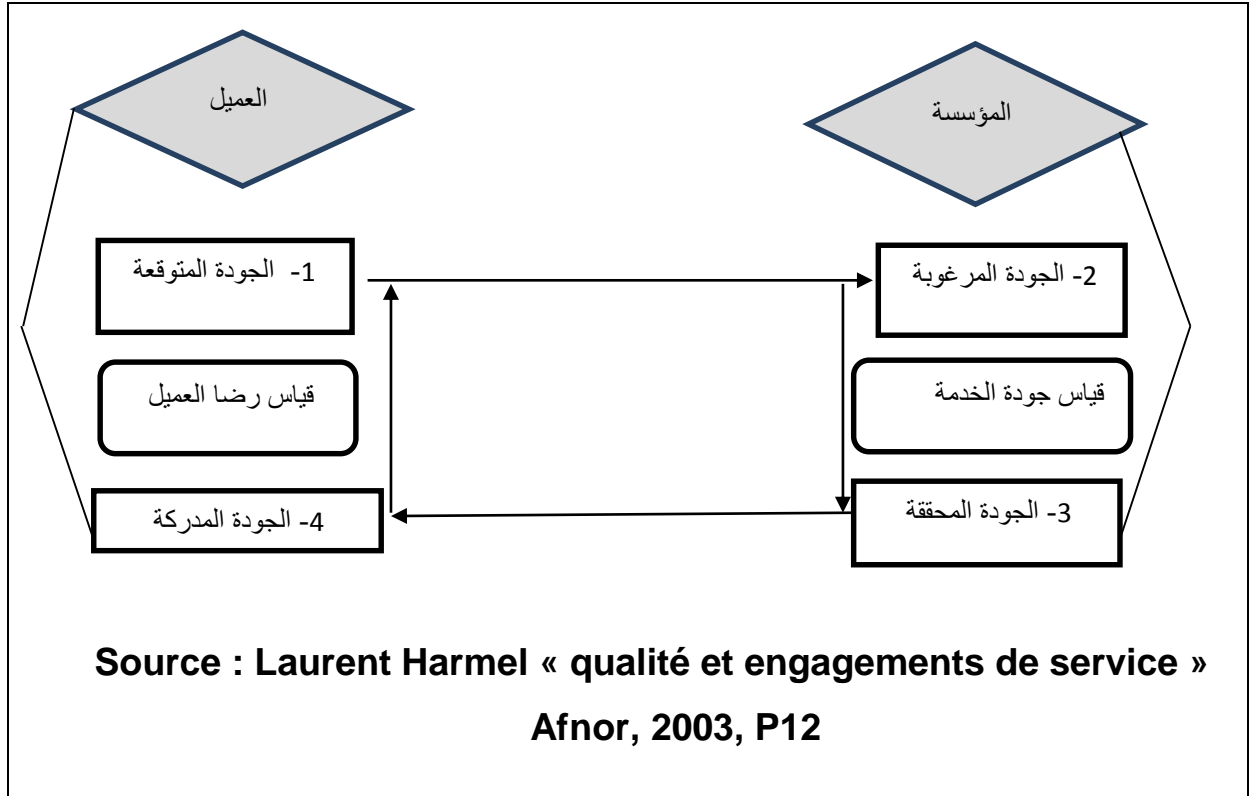 المؤسسة
العميل
2- الجودة المرغوبة
1- الجودة المتوقعة
قياس جودة الخدمة
قياس رضا العميل
3- الجودة المحققة
4- الجودة المدركة
Source : Laurent Harmel « qualité et engagements de service »
Afnor, 2003, P12